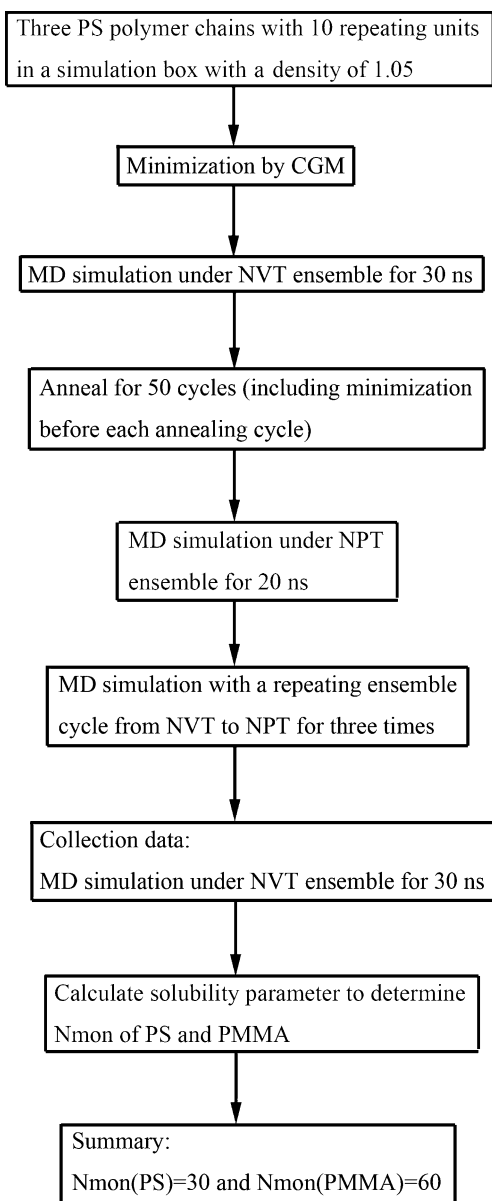 Three PS polymer chains with 10 repeating units
in a simulation box with a density of 1.05
Minimization by CGM
MD simulation under NVT ensemble for 30 ns
Anneal for 50 cycles (including minimization
before each annealing cycle)
MD simulation under NPT
ensemble for 20 ns
MD simulation with a repeating ensemble
cycle from NVT to NPT for three times
Collection data:
MD simulation under NVT ensemble for 30 ns
Calculate solubility parameter to determine
Nmon of PS and PMMA
Summary:
Nmon(PS)=30 and Nmon(PMMA)=60